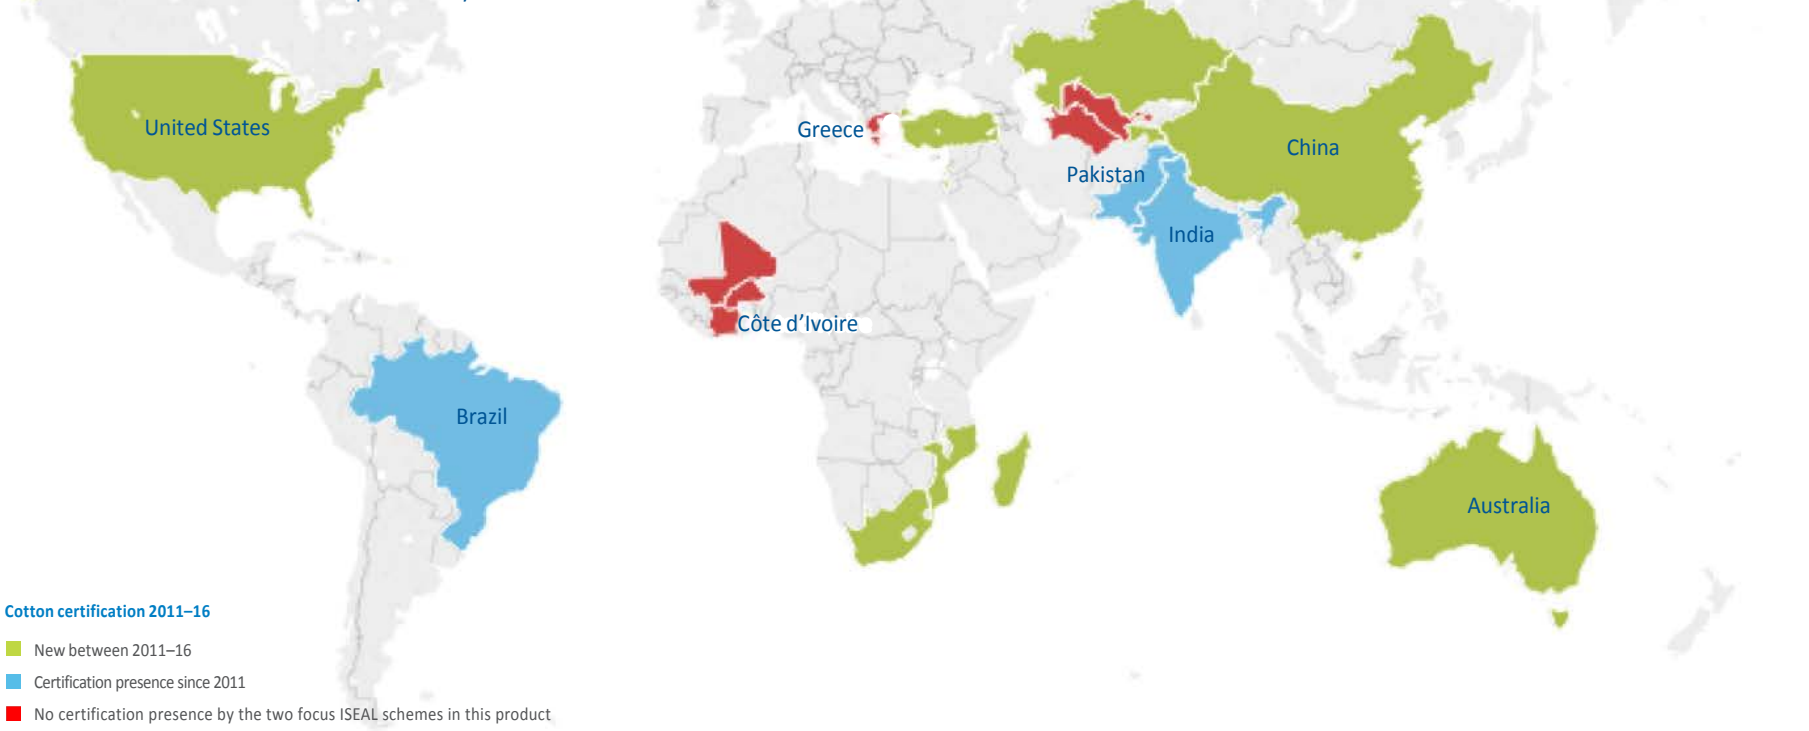 United States
Greece
China
Pakistan
India
Côte d'Ivoire
Brazil
Australia
Cotton certification 2011–16
New between 2011–16
Certification presence since 2011
No certification presence by the two focus ISEAL schemes in this product